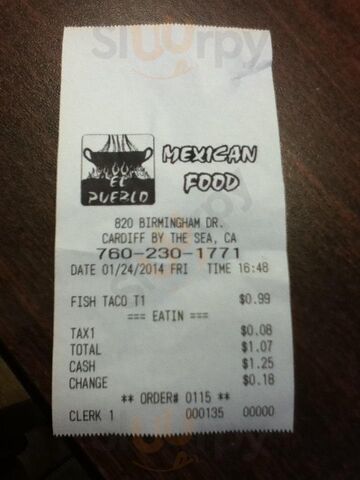 slurpy
EL
PUEBLO
MEXICAN
FOOD
820 BIRMINGHAM DR.
CARDIFF BY THE SEA, CA
760-230-1771
DATE 01/24/2014 FRI TIME 16:48
FISH TACO T1 $0.99
=== EATIN ===
TAX1 $0.08
TOTAL $1.07
CASH $1.25
CHANGE $0.18
** ORDER# 0115 **
CLERK 1 000135 00000